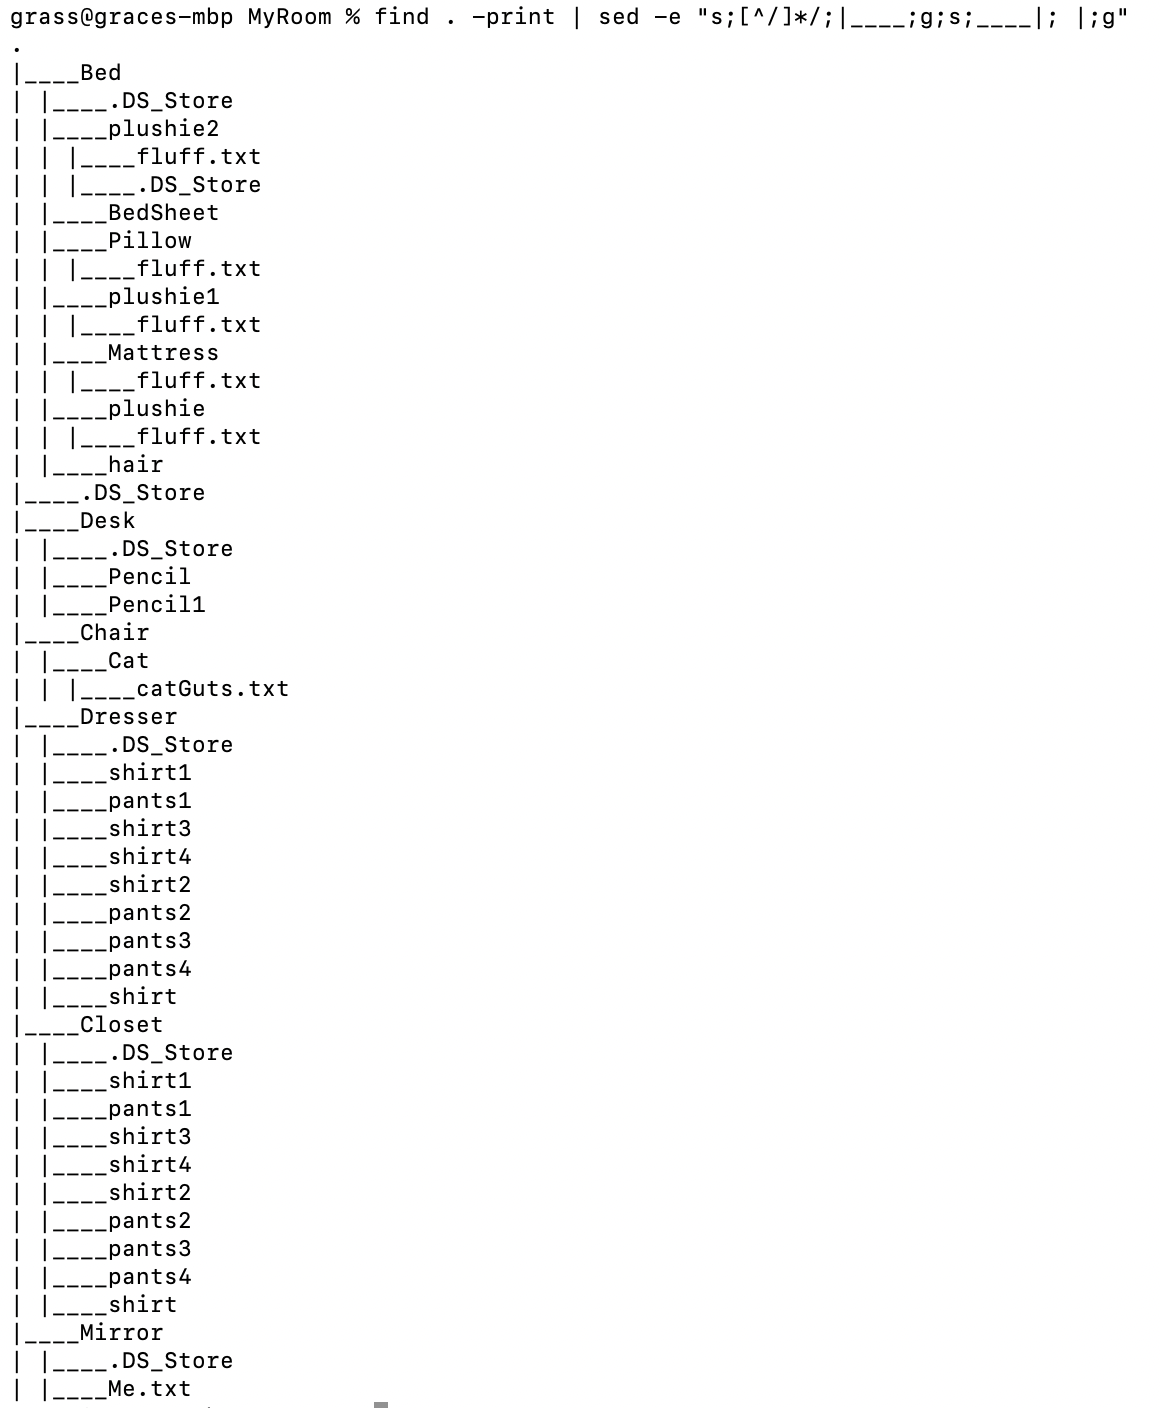 grass@graces-mbp MyRoom % find . -print | sed -e "s;[^/]*/;|____;g;s;____|; |;g"
.
|____Bed
| |____.DS_Store
| |____plushie2
| | |____fluff.txt
| | |____.DS_Store
| |____BedSheet
| |____Pillow
| | |____fluff.txt
| |____plushie1
| | |____fluff.txt
| |____Mattress
| | |____fluff.txt
| |____plushie
| | |____fluff.txt
| |____hair
|____.DS_Store
|____Desk
| |____.DS_Store
| |____Pencil
| |____Pencil1
|____Chair
| |____Cat
| | |____catGuts.txt
|____Dresser
| |____.DS_Store
| |____shirt1
| |____pants1
| |____shirt3
| |____shirt4
| |____shirt2
| |____pants2
| |____pants3
| |____pants4
| |____shirt
|____Closet
| |____.DS_Store
| |____shirt1
| |____pants1
| |____shirt3
| |____shirt4
| |____shirt2
| |____pants2
| |____pants3
| |____pants4
| |____shirt
|____Mirror
| |____.DS_Store
| |____Me.txt